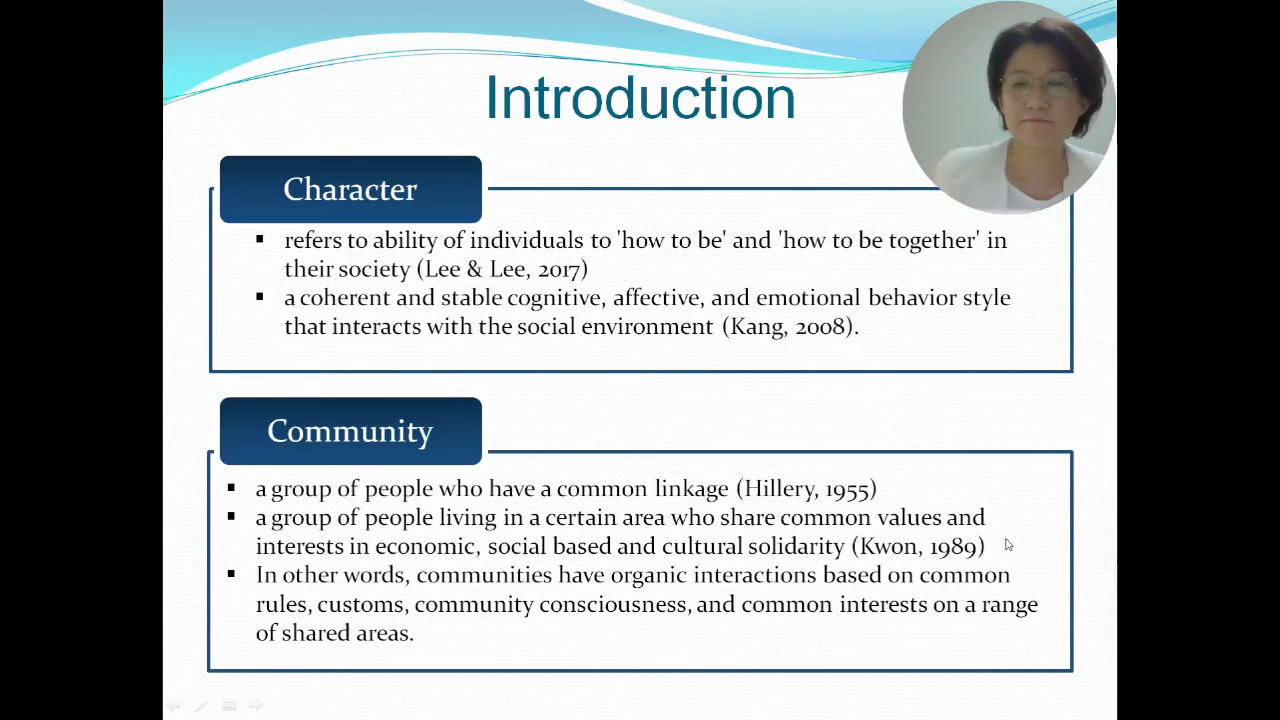 Introduction
Character
▪ refers to ability of individuals to 'how to be' and 'how to be together' in
their society (Lee & Lee, 2017)
▪ a coherent and stable cognitive, affective, and emotional behavior style
that interacts with the social environment (Kang, 2008).
Community
▪ a group of people who have a common linkage (Hillery, 1955)
▪ a group of people living in a certain area who share common values and
interests in economic, social based and cultural solidarity (Kwon, 1989)
▪ In other words, communities have organic interactions based on common
rules, customs, community consciousness, and common interests on a range
of shared areas.